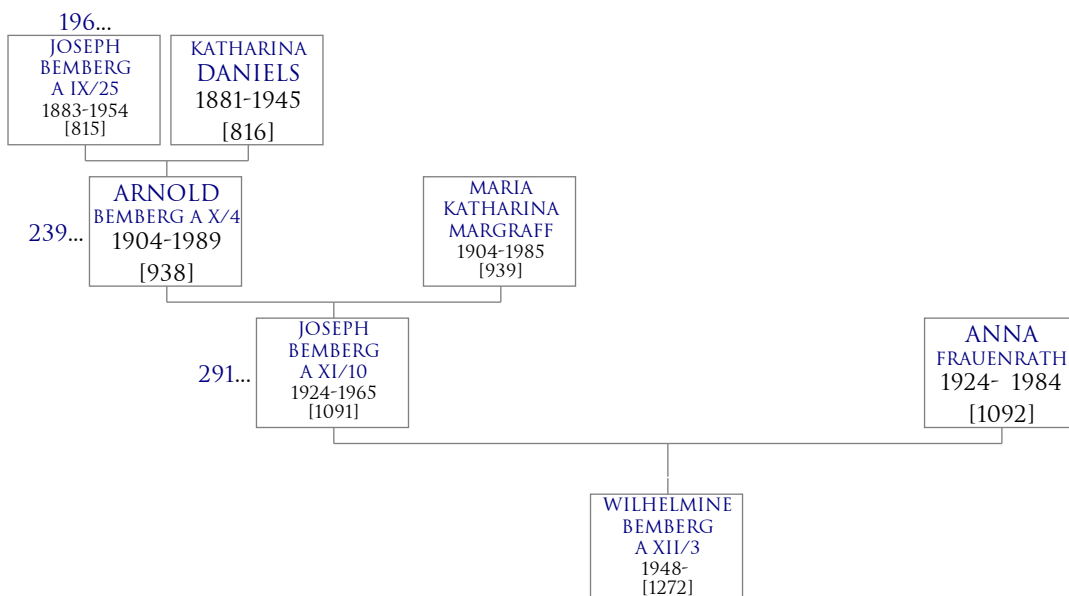 196...
JOSEPH
BEMBERG
A IX/25
1883-1954
[815]
KATHARINA
DANIELS
1881-1945
[816]
ARNOLD
BEMBERG A X/4
1904-1989
[938]
239...
MARIA
KATHARINA
MARGRAFF
1904-1985
[939]
JOSEPH
BEMBERG
A XI/10
1924-1965
[1091]
291...
ANNA
FRAUENRATH
1924- 1984
[1092]
WILHELMINE
BEMBERG
A XII/3
1948-
[1272]